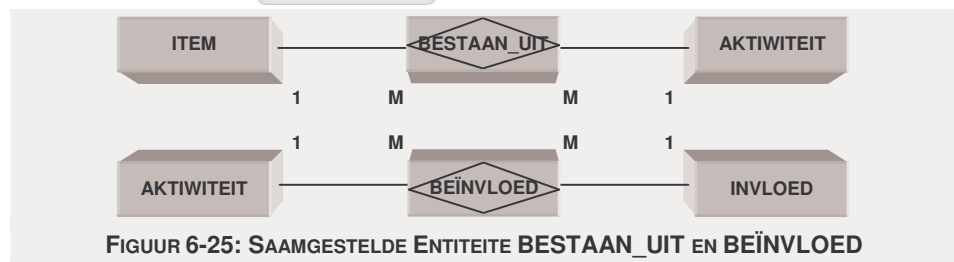 ITEM BESTAAN_UIT AKTIWITEIT
1 M M 1
1 M M 1
AKTIWITEIT BEÏNVLOED INVLOED
FIGUUR 6-25: SAAMGESTELDE ENTITEITE BESTAAN_UIT EN BEÏNVLOED